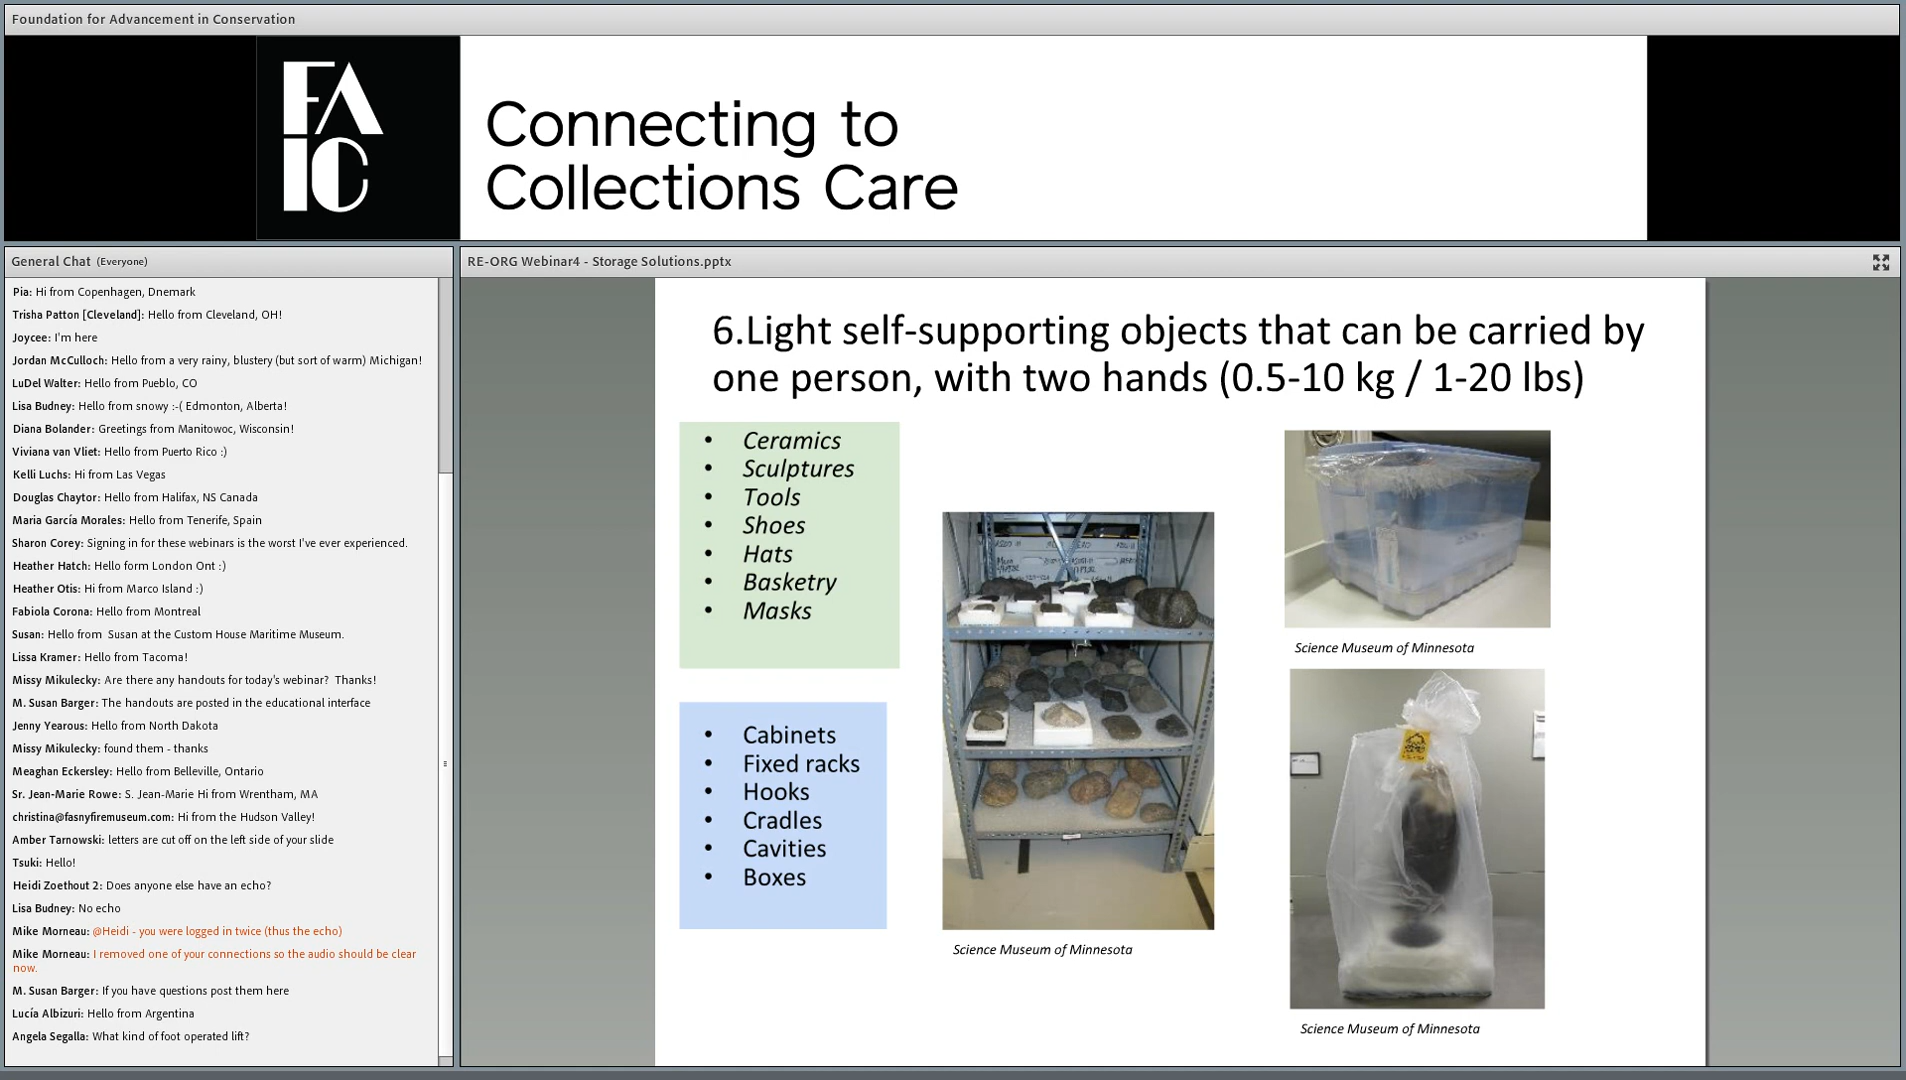 Foundation for Advancement in Conservation
FA
IC
Connecting to
Collections Care
General Chat (Everyone)
Pia: Hi from Copenhagen, Dnemark
Trisha Patton [Cleveland]: Hello from Cleveland, OH!
Joycee: I'm here
Jordan McCulloch: Hello from a very rainy, blustery (but sort of warm) Michigan!
LuDel Walter: Hello from Pueblo, CO
Lisa Budney: Hello from snowy :-( Edmonton, Alberta!
Diana Bolander: Greetings from Manitowoc, Wisconsin!
Viviana van Vliet: Hello from Puerto Rico :)
Kelli Luchs: Hi from Las Vegas
Douglas Chaytor: Hello from Halifax, NS Canada
Maria García Morales: Hello from Tenerife, Spain
Sharon Corey: Signing in for these webinars is the worst I've ever experienced.
Heather Hatch: Hello form London Ont :)
Heather Otis: Hi from Marco Island :)
Fabiola Corona: Hello from Montreal
Susan: Hello from Susan at the Custom House Maritime Museum.
Lissa Kramer: Hello from Tacoma!
Missy Mikulecky: Are there any handouts for today's webinar? Thanks!
M. Susan Barger: The handouts are posted in the educational interface
Jenny Yearous: Hello from North Dakota
Missy Mikulecky: found them - thanks
Meaghan Eckersley: Hello from Belleville, Ontario
Sr. Jean-Marie Rowe: S. Jean-Marie Hi from Wrentham, MA
christina@fasnyfiremuseum.com: Hi from the Hudson Valley!
Amber Tarnowski: letters are cut off on the left side of your slide
Tsuki: Hello!
Heidi Zoethout 2: Does anyone else have an echo?
Lisa Budney: No echo
Mike Morneau: @Heidi - you were logged in twice (thus the echo)
Mike Morneau: I removed one of your connections so the audio should be clear
now.
M. Susan Barger: If you have questions post them here
Lucía Albizuri: Hello from Argentina
Angela Segalla: What kind of foot operated lift?
RE-ORG Webinar4 - Storage Solutions.pptx
6.Light self-supporting objects that can be carried by
one person, with two hands (0.5-10 kg / 1-20 lbs)
• Ceramics
• Sculptures
• Tools
• Shoes
• Hats
• Basketry
• Masks
• Cabinets
• Fixed racks
• Hooks
• Cradles
• Cavities
• Boxes
Science Museum of Minnesota
Science Museum of Minnesota
Science Museum of Minnesota